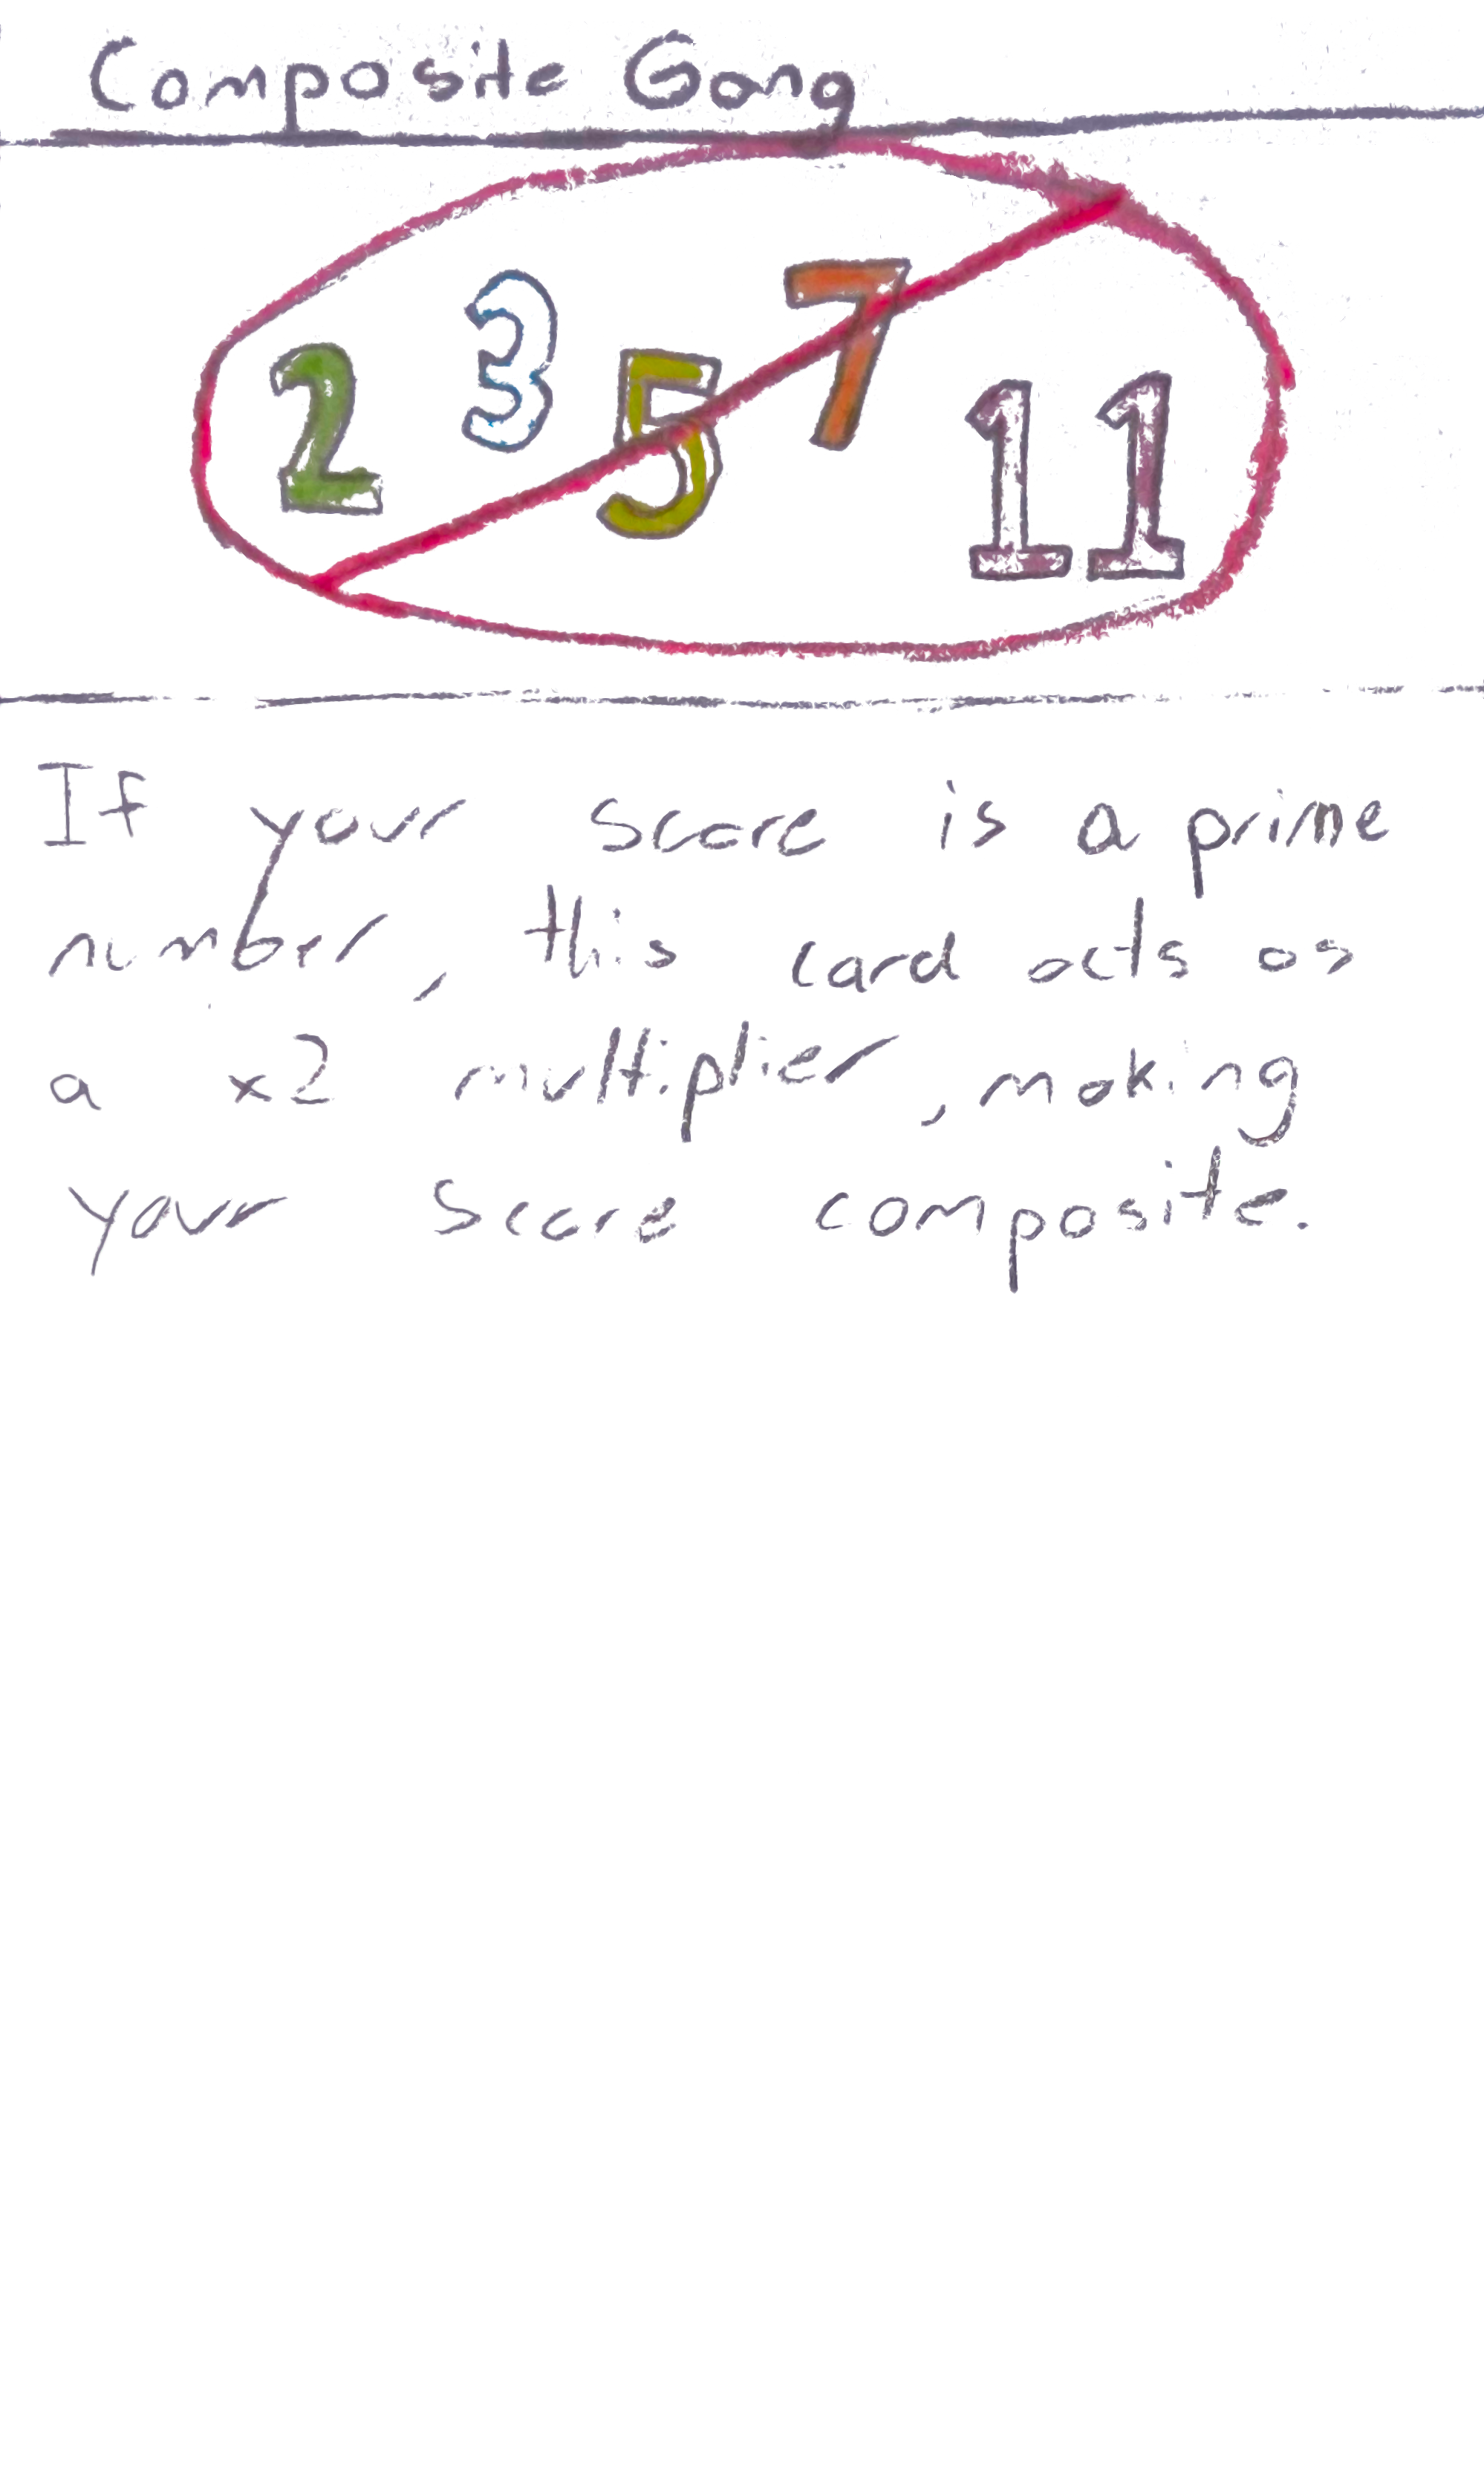 Composite Gang
2 3 5 7 11
If your score is a prime
number, this card acts as
a x2 multiplier, making
your score composite.